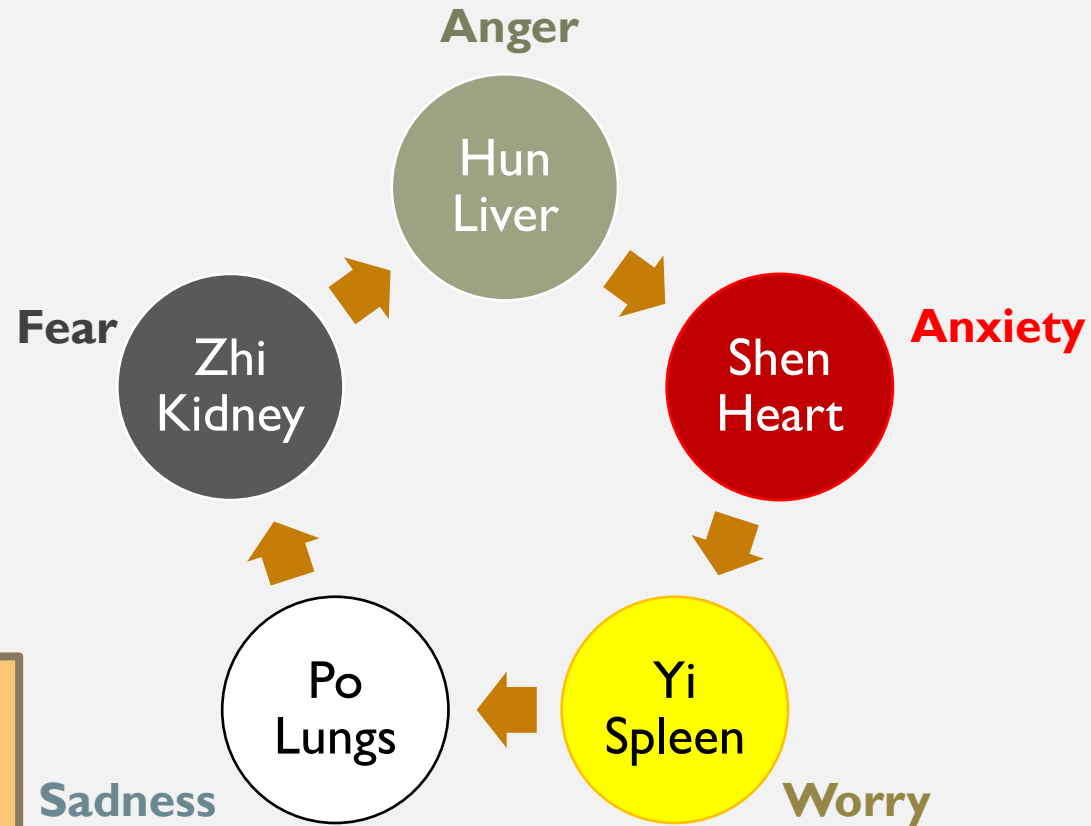 Anger
Hun
Liver
Fear
Zhi
Kidney
Shen
Heart
Anxiety
Po
Lungs
Yi
Spleen
Sadness
Worry